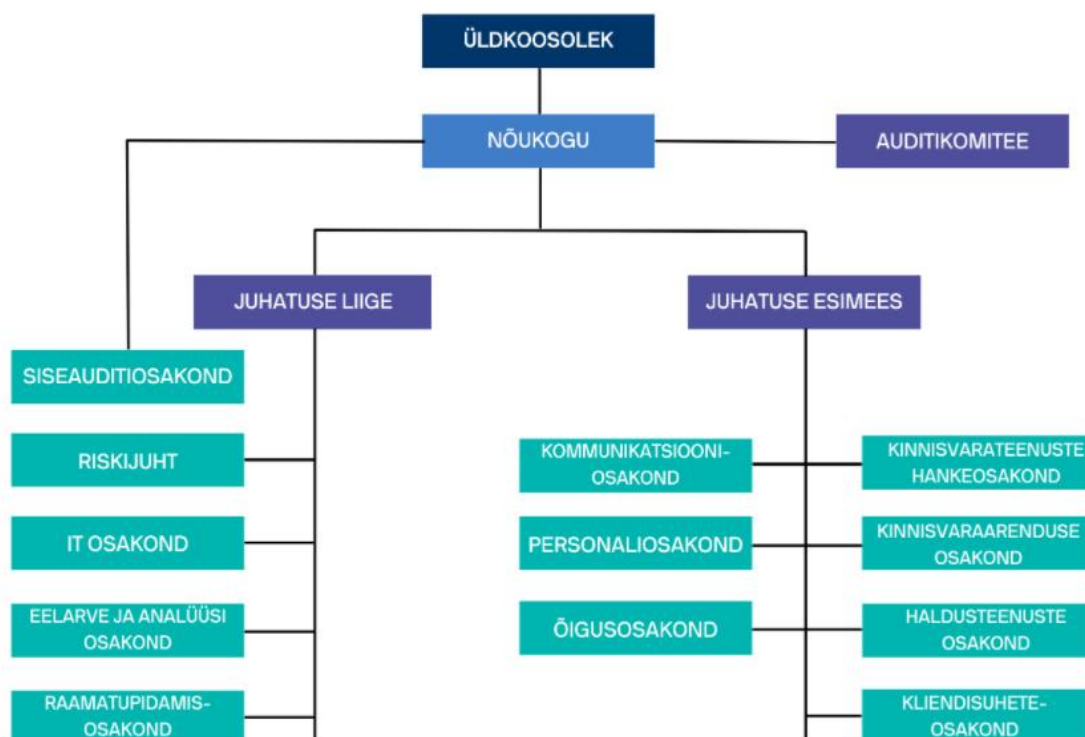 ÜLDKOOSOLEK
NÕUKOGU
AUDITIKOMITEE
JUHATUSE LIIGE
JUHATUSE ESIMEES
SISEAUDITIOSAKOND
RISKIJUHT
IT OSAKOND
EELARVE JA ANALÜÜSI
OSAKOND
RAAMATUPIDAMIS-
OSAKOND
KOMMUNIKATSIOONI-
OSAKOND
PERSONALIOSAKOND
ÕIGUSOSAKOND
KINNISVARATEENUSTE
HANKEOSAKOND
KINNISVARAARENDUSE
OSAKOND
HALDUSTEENUSTE
OSAKOND
KLIENDISUHETE-
OSAKOND